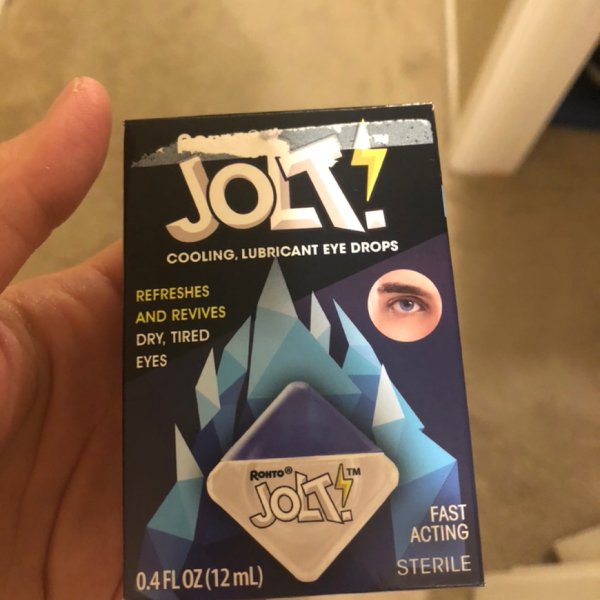 JOLT!
COOLING, LUBRICANT EYE DROPS
REFRESHES
AND REVIVES
DRY, TIRED
EYES
ROHTO®
JOLT!™
FAST
ACTING
STERILE
0.4 FL OZ (12 mL)